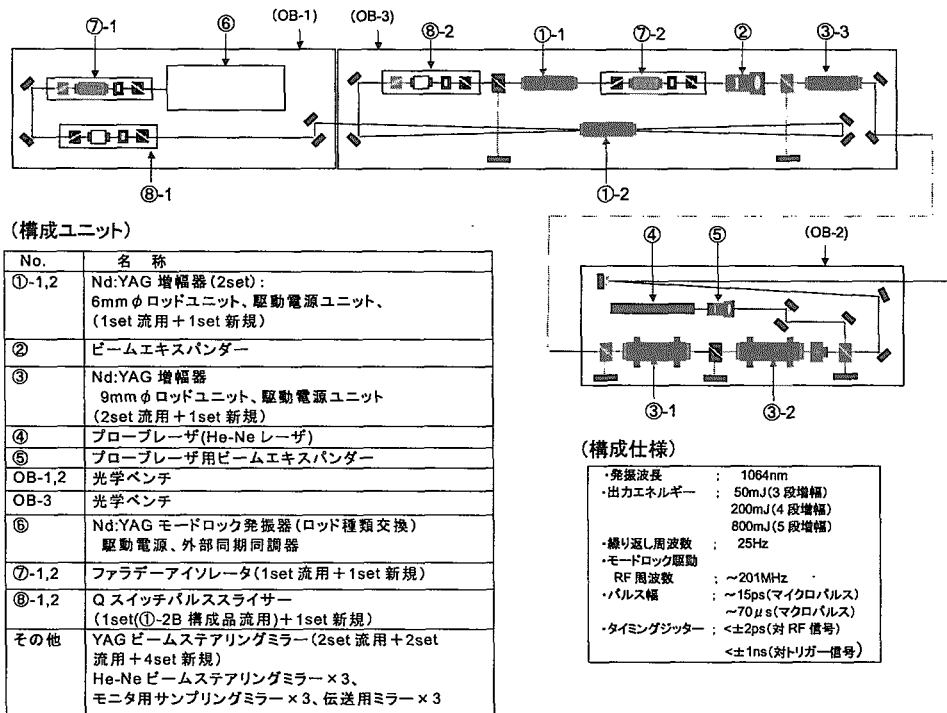 ⑦-1
⑥
(OB-1)
(OB-3)
⑧-2
①-1
⑦-2
②
③-3
⑧-1
①-2
(構成ユニット)
No. 名 称
①-1,2 Nd:YAG 増幅器(2set):
6mmφロッドユニット、駆動電源ユニット、
(1set 流用+1set 新規)
② ビームエキスパンダー
③ Nd:YAG 増幅器
9mmφロッドユニット、駆動電源ユニット
(2set 流用+1set 新規)
④ プローブレーザ(He-Ne レーザ)
⑤ プローブレーザ用ビームエキスパンダー
OB-1,2 光学ベンチ
OB-3 光学ベンチ
⑥ Nd:YAG モードロック発振器(ロッド種類交換)
駆動電源、外部同期同調器
⑦-1,2 ファラデーアイソレータ(1set 流用+1set 新規)
⑧-1,2 Qスイッチパルススライサー
(1set(①-2B 構成品流用)+1set 新規)
その他 YAG ビームステアリングミラー(2set 流用+2set
流用+4set 新規)
He-Ne ビームステアリングミラー×3、
モニタ用サンプリングミラー×3、伝送用ミラー×3
④
⑤
(OB-2)
③-1
③-2
(構成仕様)
・発振波長 ; 1064nm
・出力エネルギー ; 50mJ(3 段増幅)
200mJ(4 段増幅)
800mJ(5 段増幅)
・繰り返し周波数 ; 25Hz
・モードロック駆動
RF 周波数 ; ~201MHz
・パルス幅 ; ~15ps(マイクロパルス)
~70μs(マクロパルス)
・タイミングジッター ; <±2ps(対 RF 信号)
<±1ns(対トリガー信号)